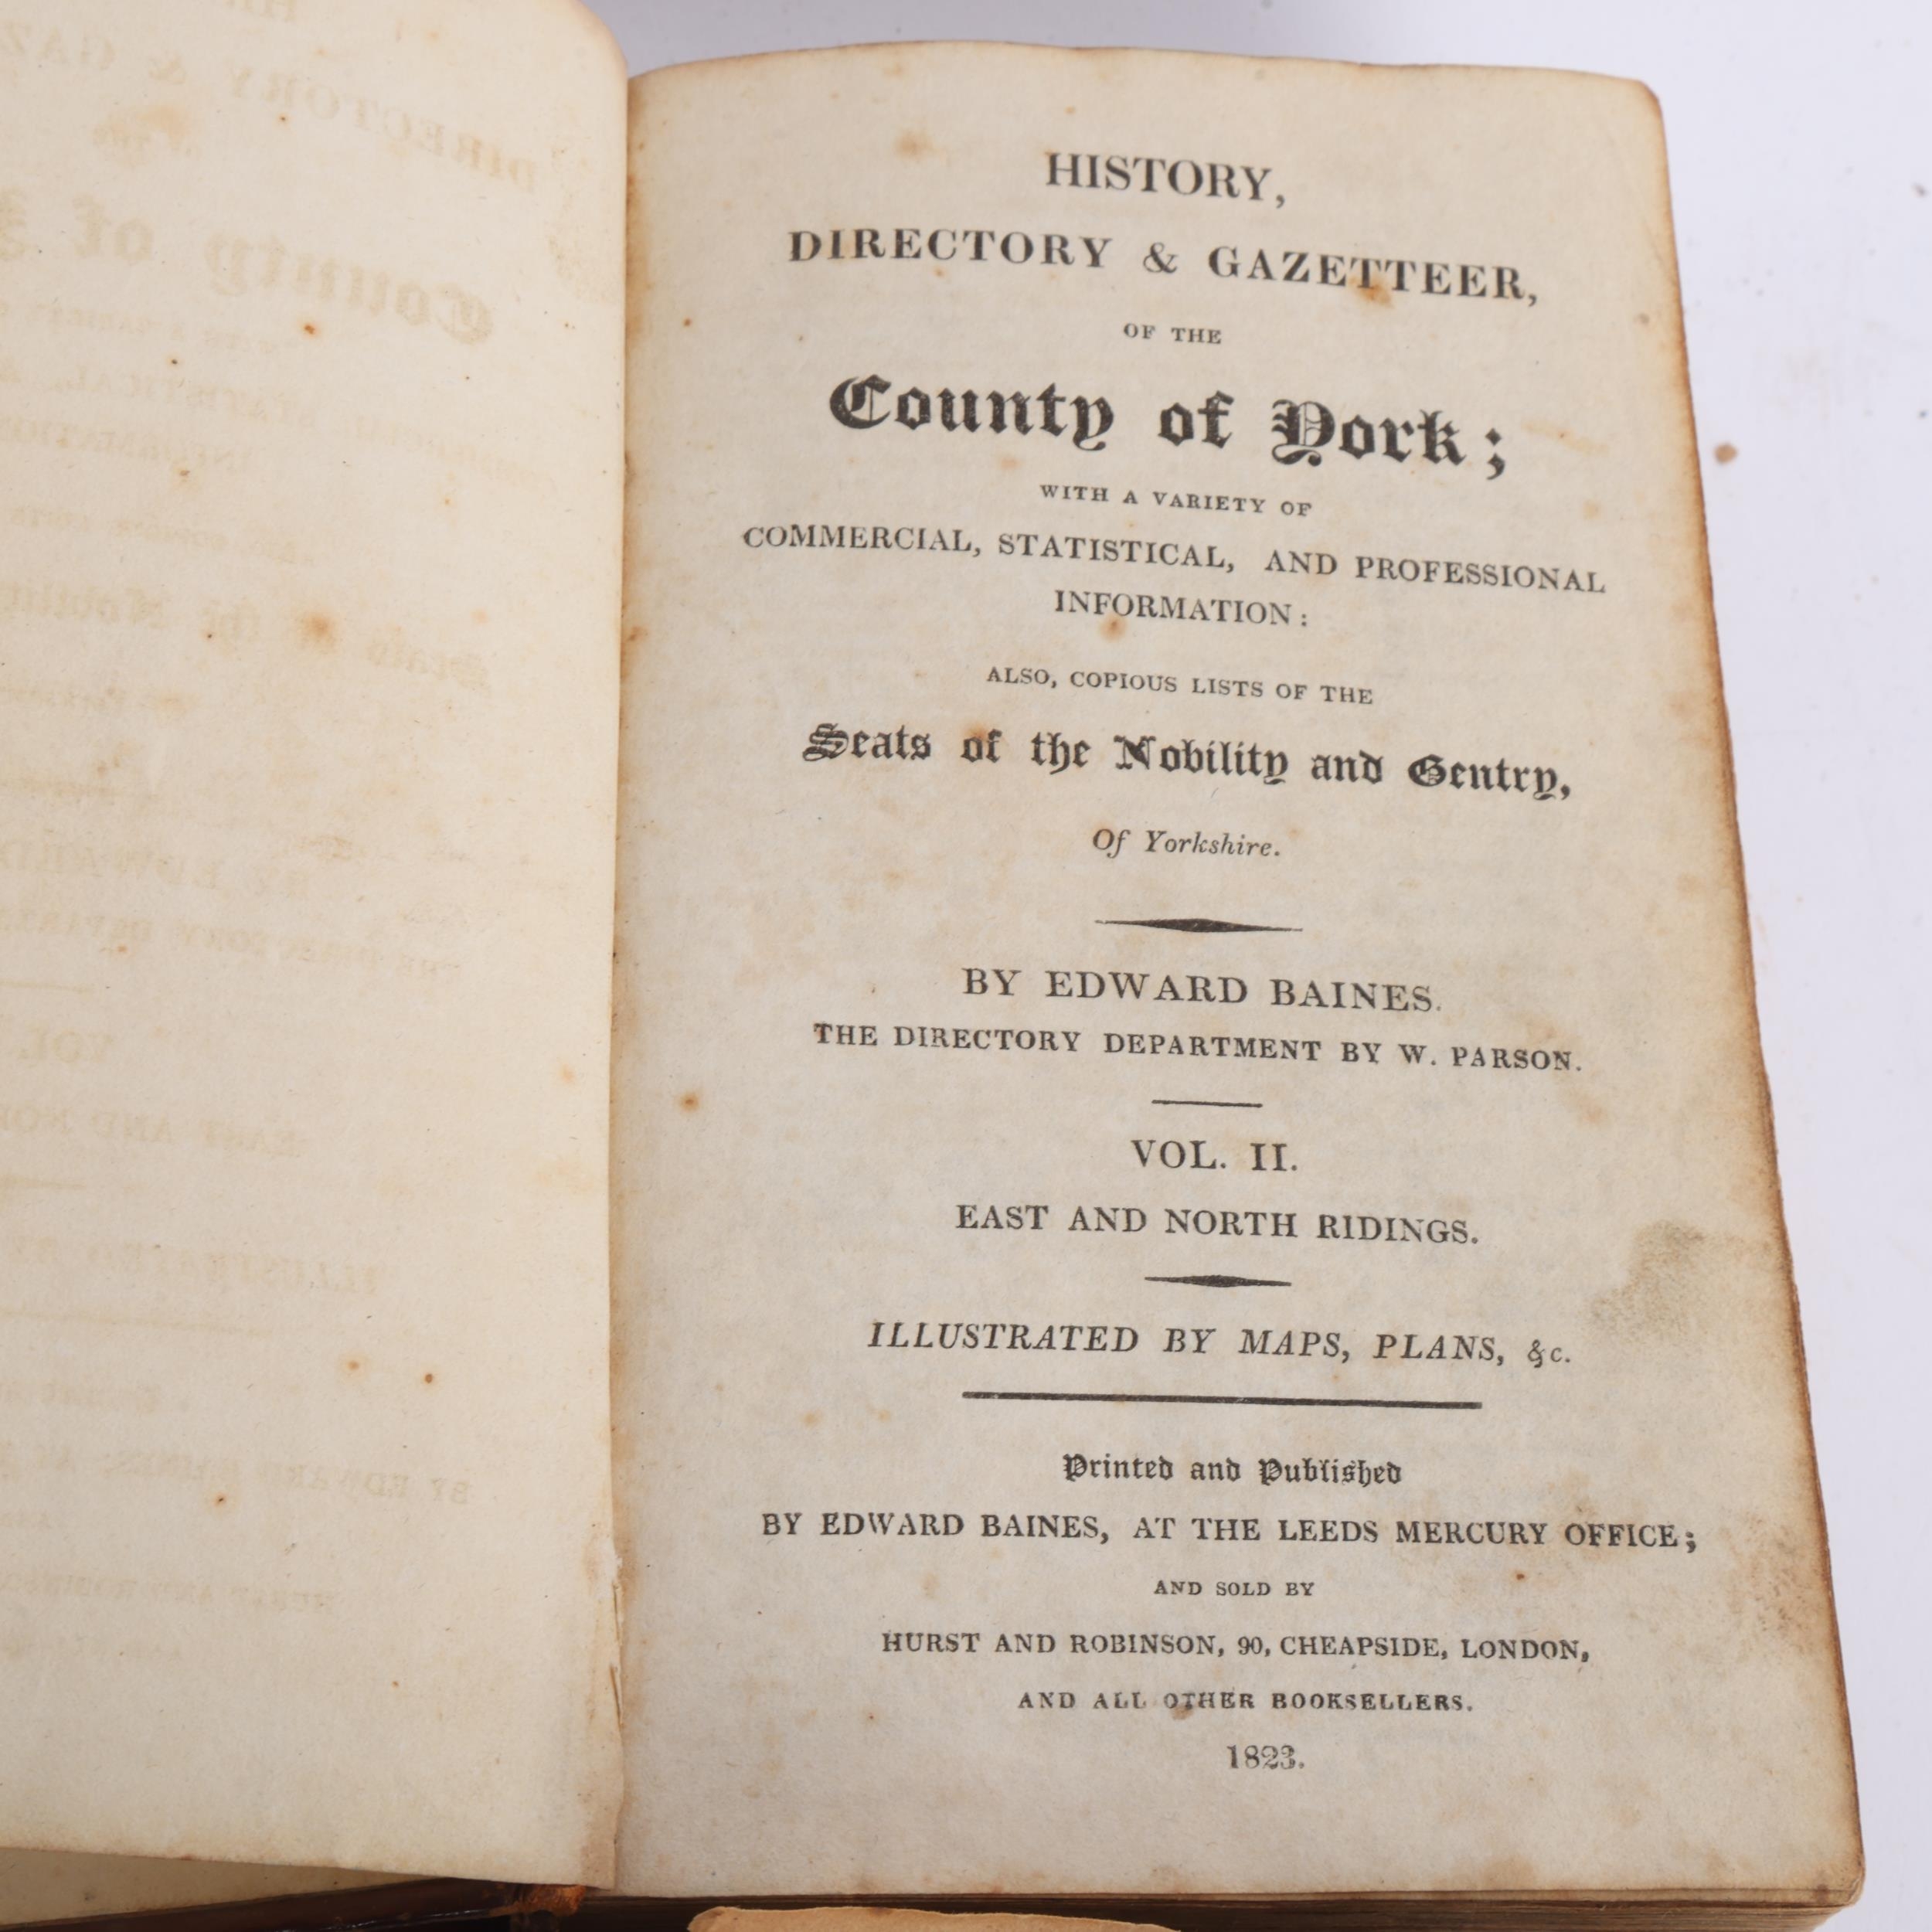 HISTORY,
DIRECTORY & GAZETTEER,
OF THE
County of York;
WITH A VARIETY OF
COMMERCIAL, STATISTICAL, AND PROFESSIONAL
INFORMATION:
ALSO, COPIOUS LISTS OF THE
Seats of the Nobility and Gentry,
Of Yorkshire.
BY EDWARD BAINES.
THE DIRECTORY DEPARTMENT BY W. PARSON.
VOL. II.
EAST AND NORTH RIDINGS.
ILLUSTRATED BY MAPS, PLANS, &c.
Printed and Published
BY EDWARD BAINES, AT THE LEEDS MERCURY OFFICE;
AND SOLD BY
HURST AND ROBINSON, 90, CHEAPSIDE, LONDON,
AND ALL OTHER BOOKSELLERS.
1823.